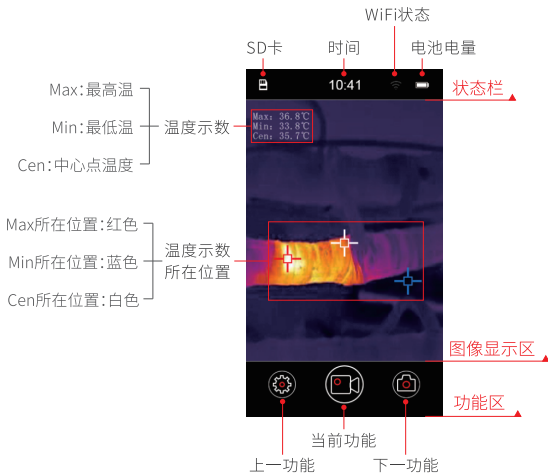 WiFi状态
SD卡
时间
电池电量
10:41
状态栏
Max:最高温
Min:最低温
Cen:中心点温度
温度示数
Max: 36.8℃
Min: 33.8℃
Cen: 35.7℃
Max所在位置:红色
Min所在位置:蓝色
Cen所在位置:白色
温度示数
所在位置
图像显示区
功能区
当前功能
上一功能
下一功能